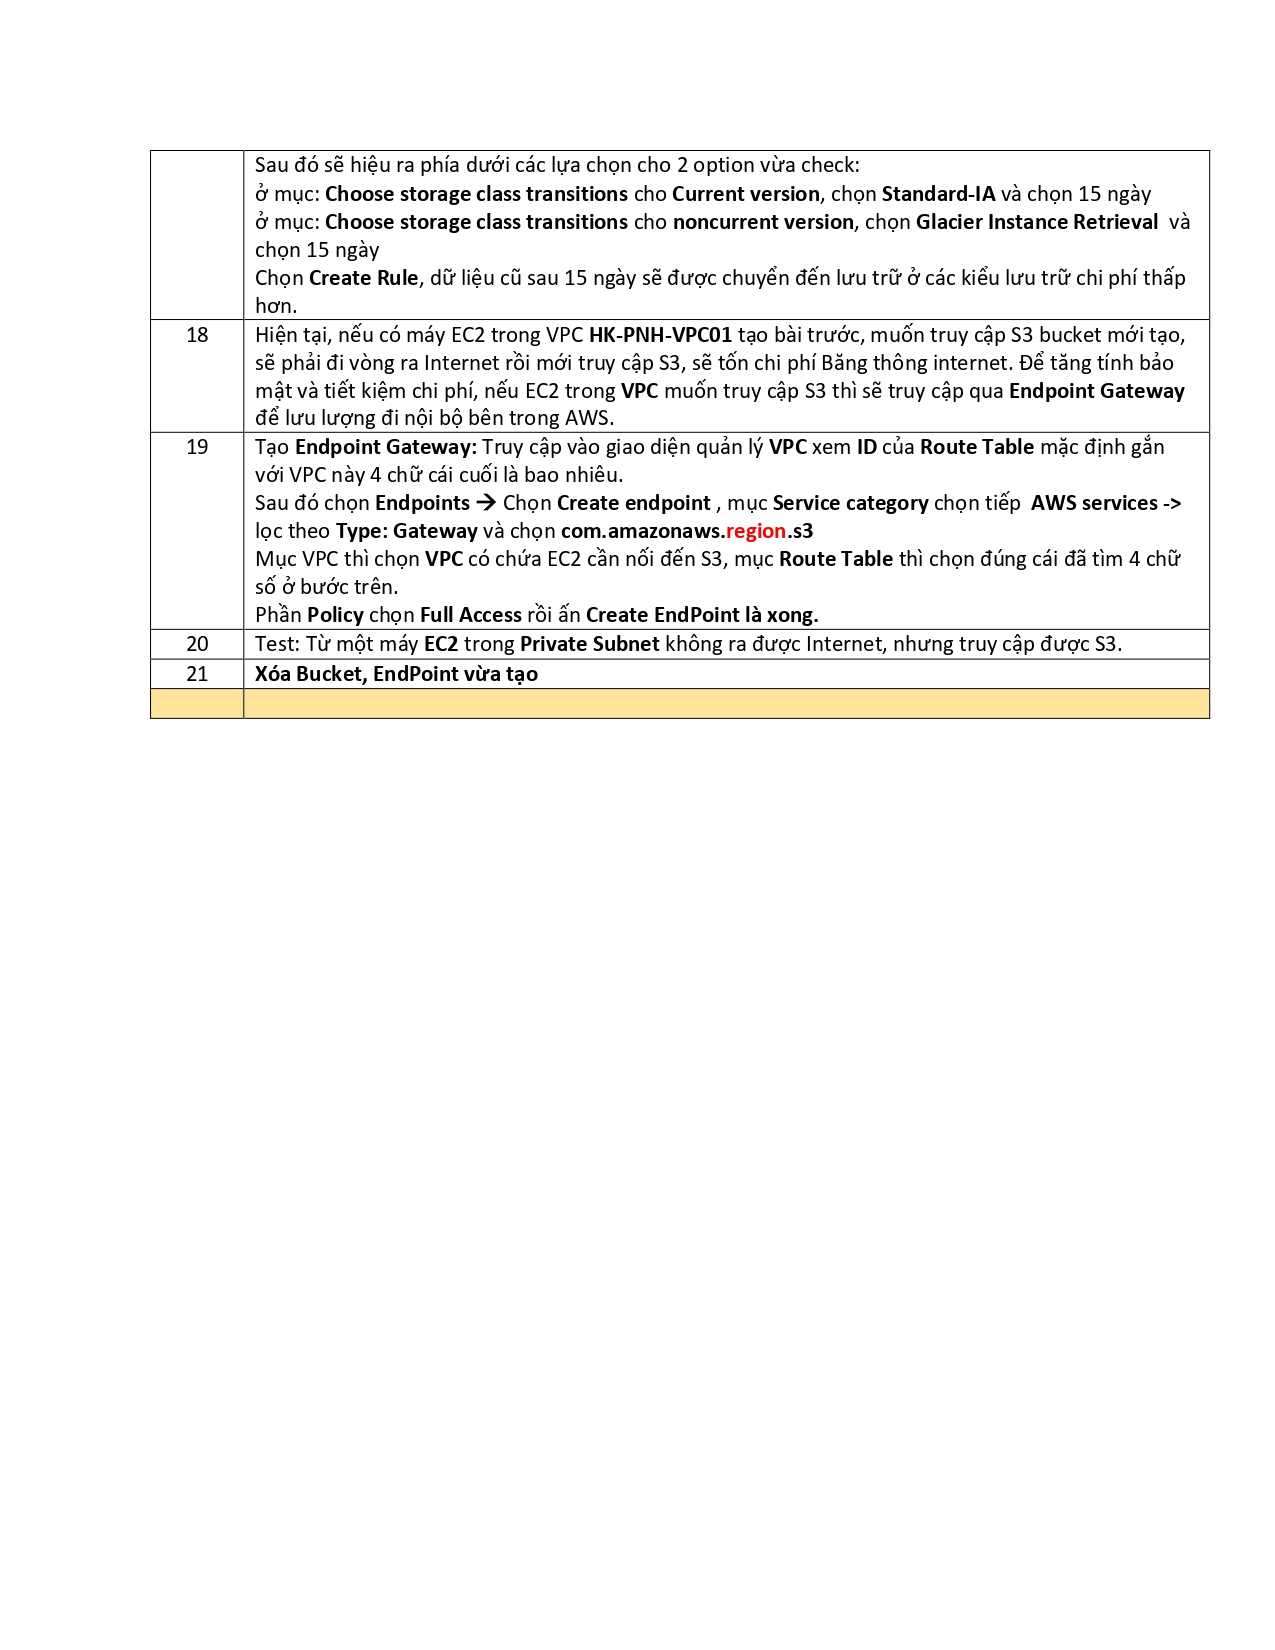 Sau đó sẽ hiệu ra phía dưới các lựa chọn cho 2 option vừa check:
ở mục: Choose storage class transitions cho Current version, chọn Standard-IA và chọn 15 ngày
ở mục: Choose storage class transitions cho noncurrent version, chọn Glacier Instance Retrieval  và
chọn 15 ngày
Chọn Create Rule, dữ liệu cũ sau 15 ngày sẽ được chuyển đến lưu trữ ở các kiểu lưu trữ chi phí thấp
hơn.
18 Hiện tại, nếu có máy EC2 trong VPC HK-PNH-VPC01 tạo bài trước, muốn truy cập S3 bucket mới tạo,
sẽ phải đi vòng ra Internet rồi mới truy cập S3, sẽ tốn chi phí Băng thông internet. Để tăng tính bảo
mật và tiết kiệm chi phí, nếu EC2 trong VPC muốn truy cập S3 thì sẽ truy cập qua Endpoint Gateway
để lưu lượng đi nội bộ bên trong AWS.
19 Tạo Endpoint Gateway: Truy cập vào giao diện quản lý VPC xem ID của Route Table mặc định gắn
với VPC này 4 chữ cái cuối là bao nhiêu.
Sau đó chọn Endpoints → Chọn Create endpoint , mục Service category chọn tiếp  AWS services ->
lọc theo Type: Gateway và chọn com.amazonaws.region.s3
Mục VPC thì chọn VPC có chứa EC2 cần nối đến S3, mục Route Table thì chọn đúng cái đã tìm 4 chữ
số ở bước trên.
Phần Policy chọn Full Access rồi ấn Create EndPoint là xong.
20 Test: Từ một máy EC2 trong Private Subnet không ra được Internet, nhưng truy cập được S3.
21 Xóa Bucket, EndPoint vừa tạo